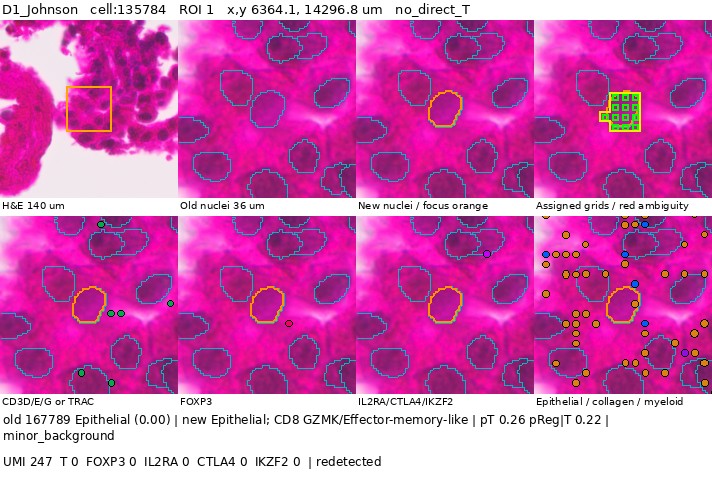 D1_Johnson   cell:135784   ROI 1   x,y 6364.1, 14296.8 um   no_direct_T
H&E 140 um
Old nuclei 36 um
New nuclei / focus orange
Assigned grids / red ambiguity
CD3D/E/G or TRAC
FOXP3
IL2RA/CTLA4/IKZF2
Epithelial / collagen / myeloid
old 167789 Epithelial (0.00) | new Epithelial; CD8 GZMK/Effector-memory-like | pT 0.26 pReg|T 0.22 |
minor_background
UMI 247  T 0  FOXP3 0  IL2RA 0  CTLA4 0  IKZF2 0  | redetected